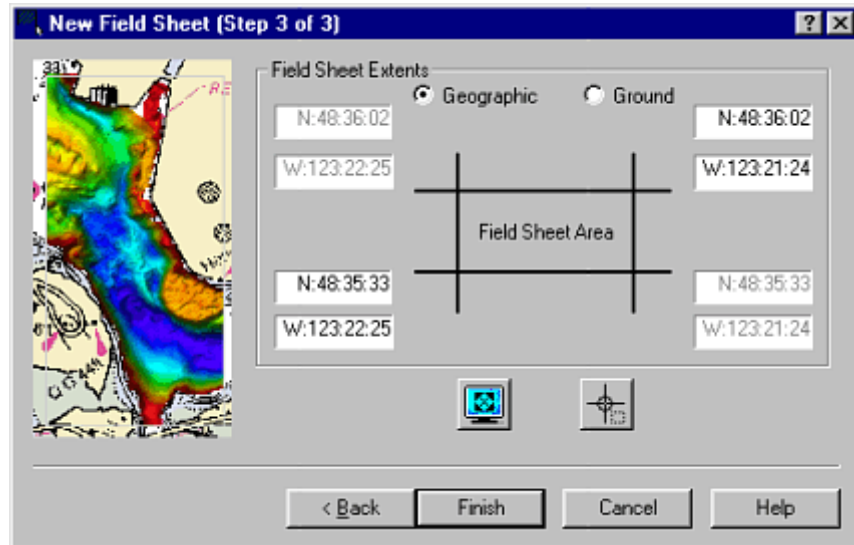 New Field Sheet (Step 3 of 3)
33
RE
Field Sheet Extents
Geographic
Ground
N:48:36:02
N:48:36:02
W:123:22:25
W:123:21:24
Field Sheet Area
N:48:35:33
N:48:35:33
W:123:22:25
W:123:21:24
< Back
Finish
Cancel
Help